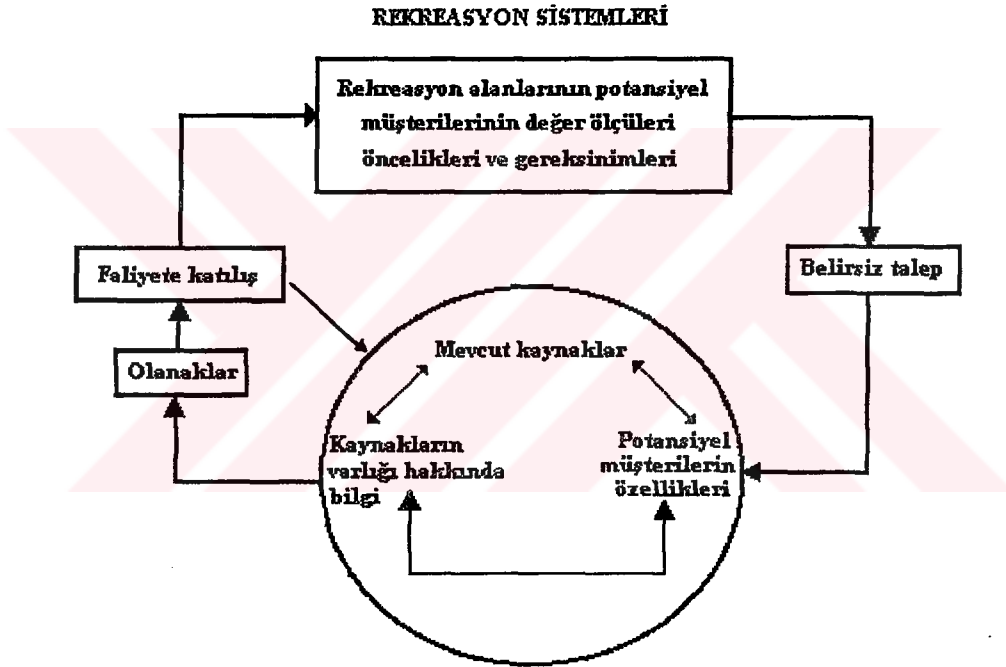 REKREASYON SİSTEMLERİ
Rekreasyon alanlarının potansiyel
müşterilerinin değer ölçüleri
öncelikleri ve gereksinimleri
Faliyete katılış
Belirsiz talep
Olanaklar
Mevcut kaynaklar
Kaynakların
varlığı hakkında
bilgi
Potansiyel
müşterilerin
özellikleri